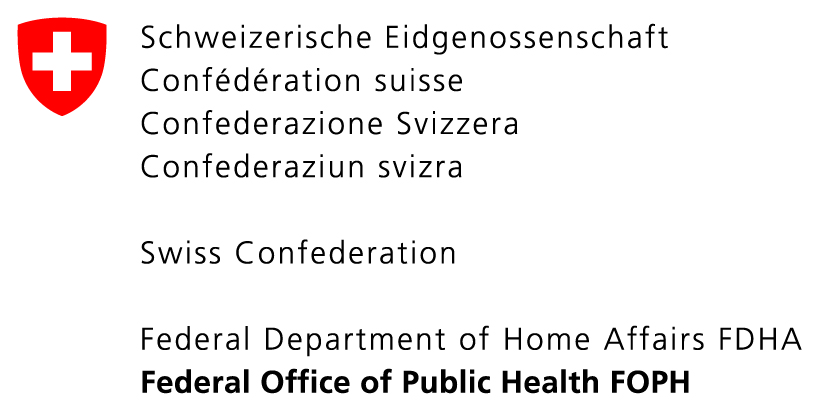 Schweizerische Eidgenossenschaft
Confédération suisse
Confederazione Svizzera
Confederaziun svizra
Swiss Confederation
Federal Department of Home Affairs FDHA
Federal Office of Public Health FOPH